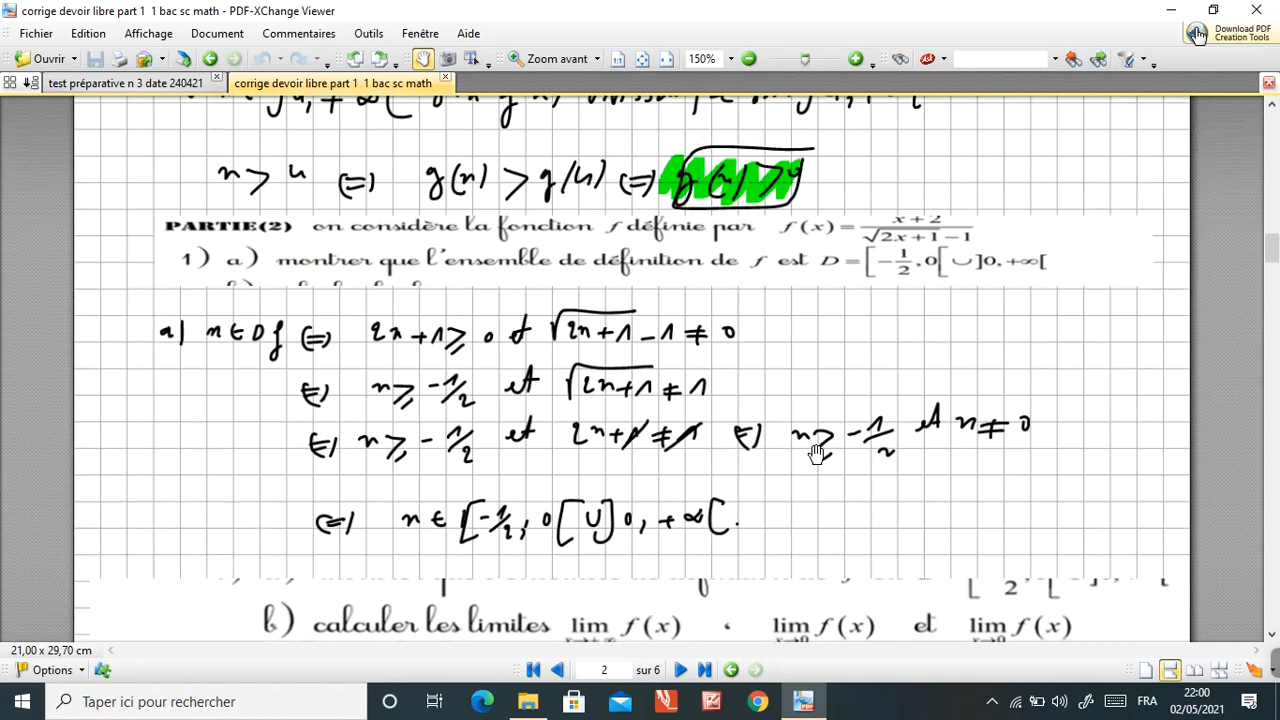 corrige devoir libre part 1 1 bac sc math - PDF-XChange Viewer
Fichier Edition Affichage Document Commentaires Outils Fenêtre Aide
Download PDF Creation Tools
Ouvrir Zoom avant 150%
test préparative n 3 date 240421 corrige devoir libre part 1 1 bac sc math
x > 4 ⟺ g(x) > g(4) ⟺ g(x) > 0
PARTIE(2) on considère la fonction f définie par f(x) = (x+2)/(√(2x+1) −1)
1) a) montrer que l'ensemble de définition de f est D = [−1/2, 0[ ∪ ]0, +∞[
a) x ∈ Df ⟺ 2x+1 ≥ 0 et √(2x+1) − 1 ≠ 0
⟺ x ≥ −1/2 et √(2x+1) ≠ 1
⟺ x ≥ −1/2 et 2x+1 ≠ 1 ⟺ x ≥ −1/2 et x ≠ 0
⟺ x ∈ [−1/2, 0[ ∪ ]0, +∞[.
b) calculer les limites lim f(x) , lim f(x) et lim f(x)
21,00 x 29,70 cm
Options 2 sur 6
Taper ici pour rechercher FRA 22:00
02/05/2021